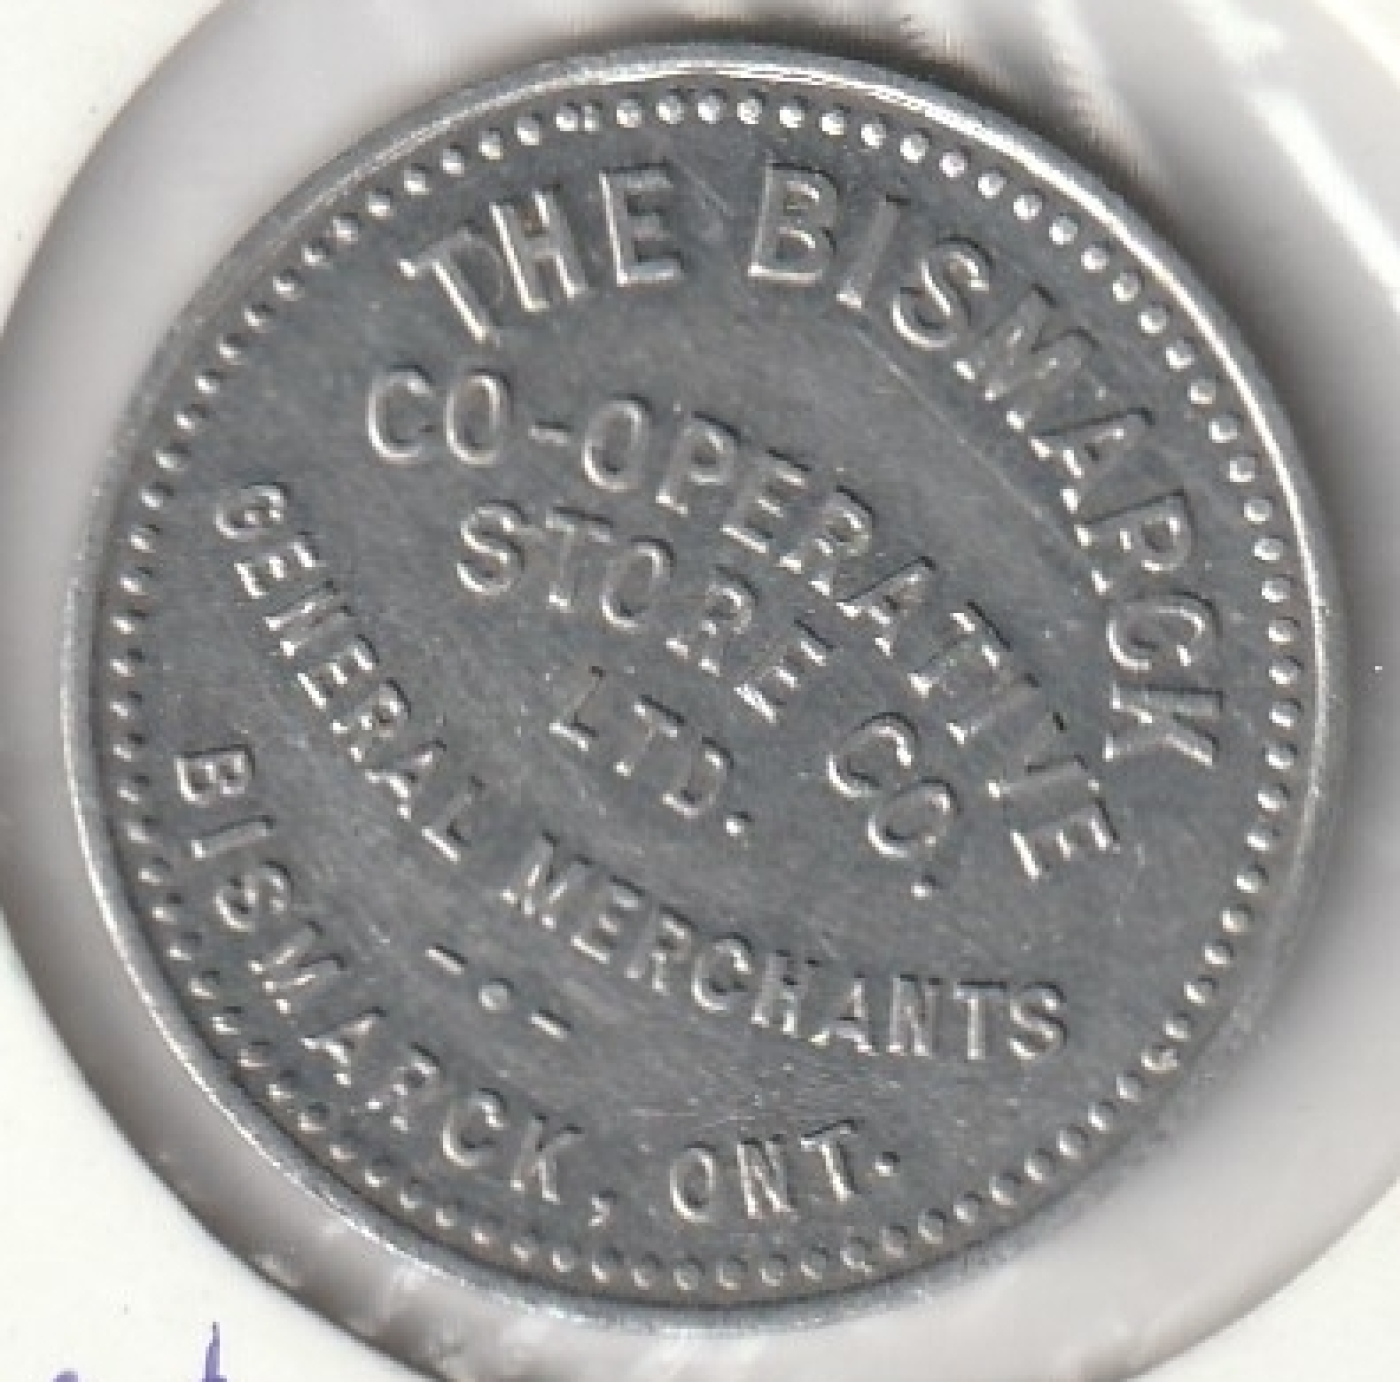 THE BISMARCK
CO-OPERATIVE
STORE CO.
LTD.
GENERAL MERCHANTS
-•-
BISMARCK, ONT.